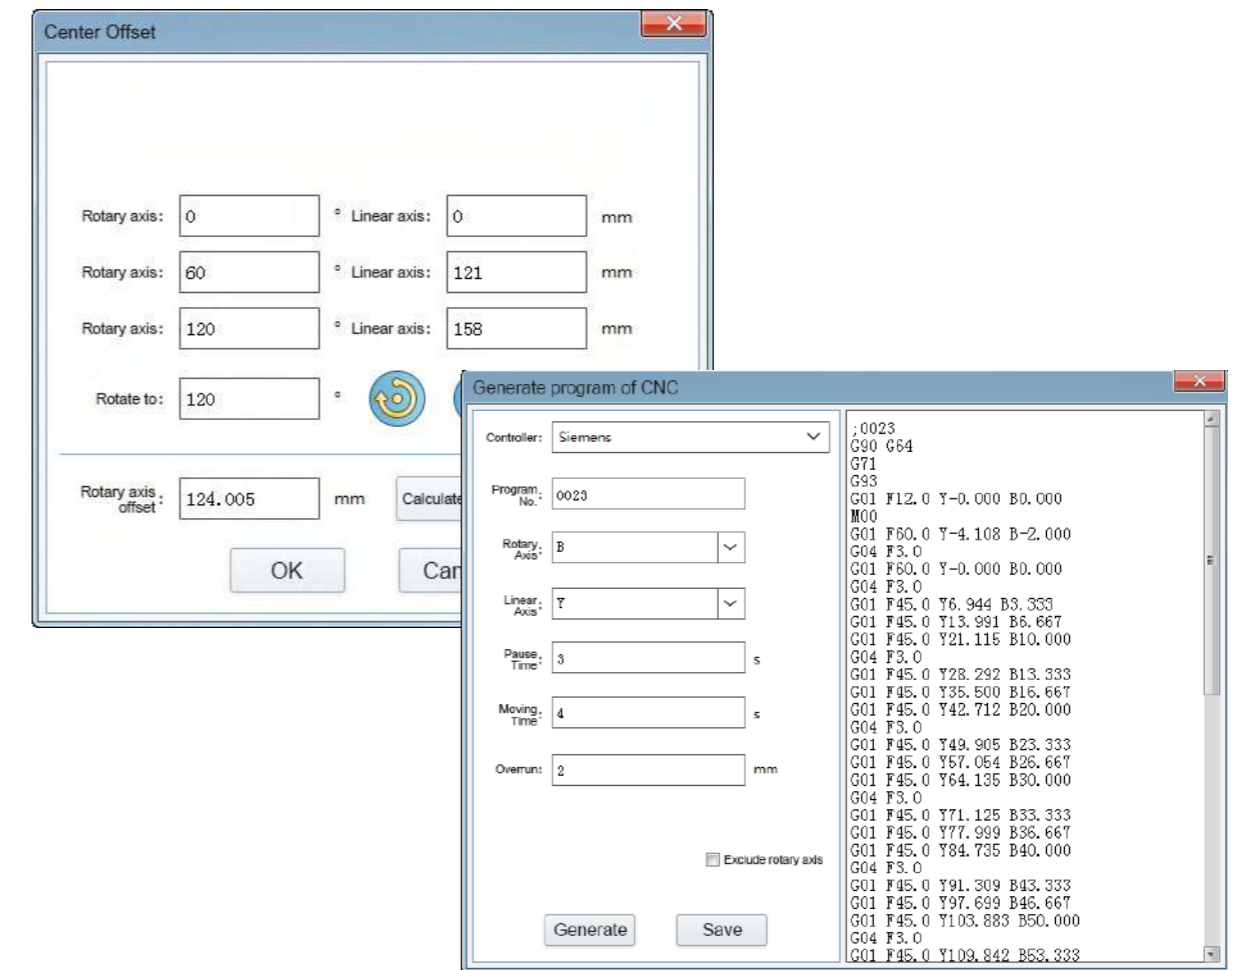 Center Offset
Rotary axis: 0 ° Linear axis: 0 mm
Rotary axis: 60 ° Linear axis: 121 mm
Rotary axis: 120 ° Linear axis: 158 mm
Rotate to: 120 °
Rotary axis offset: 124.005 mm Calculate
OK
Generate program of CNC
Controller: Siemens
Program No.: 0023
Rotary Axis: B
Linear Axis: Y
Pause Time: 3 s
Moving Time: 4 s
Overrun: 2 mm
Exclude rotary axis
Generate Save
;0023
G90 G64
G71
G93
G01 F12.0 Y-0.000 B0.000
M00
G01 F60.0 Y-4.108 B-2.000
G04 F3.0
G01 F60.0 Y-0.000 B0.000
G04 F3.0
G01 F45.0 Y6.944 B3.333
G01 F45.0 Y13.991 B6.667
G01 F45.0 Y21.115 B10.000
G04 F3.0
G01 F45.0 Y28.292 B13.333
G01 F45.0 Y35.500 B16.667
G01 F45.0 Y42.712 B20.000
G04 F3.0
G01 F45.0 Y49.905 B23.333
G01 F45.0 Y57.054 B26.667
G01 F45.0 Y64.135 B30.000
G04 F3.0
G01 F45.0 Y71.125 B33.333
G01 F45.0 Y77.999 B36.667
G01 F45.0 Y84.735 B40.000
G04 F3.0
G01 F45.0 Y91.309 B43.333
G01 F45.0 Y97.699 B46.667
G01 F45.0 Y103.883 B50.000
G04 F3.0
G01 F45.0 Y109.842 B53.333